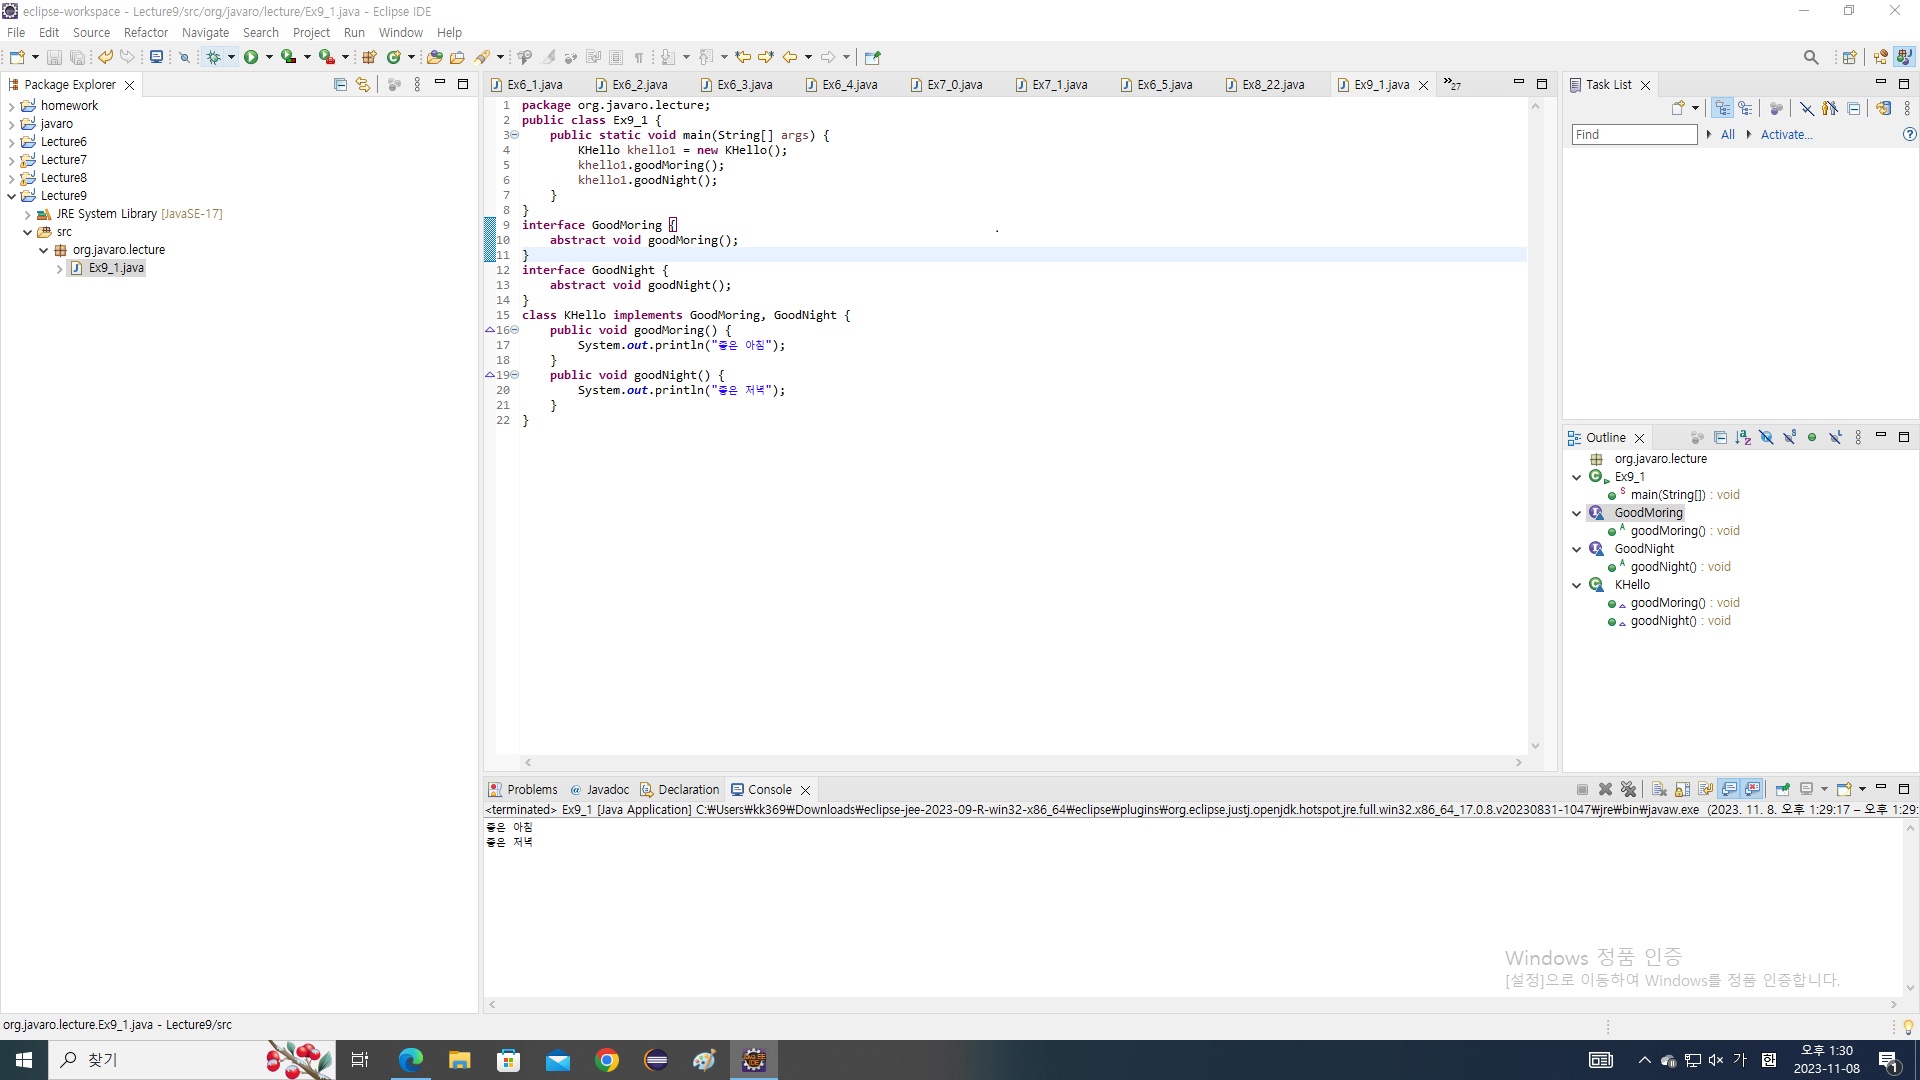 eclipse-workspace - Lecture9/src/org/javaro/lecture/Ex9_1.java - Eclipse IDE
File Edit Source Refactor Navigate Search Project Run Window Help
Package Explorer
homework
javaro
Lecture6
Lecture7
Lecture8
Lecture9
JRE System Library [JavaSE-17]
src
org.javaro.lecture
Ex9_1.java
Ex6_1.java Ex6_2.java Ex6_3.java Ex6_4.java Ex7_0.java Ex7_1.java Ex6_5.java Ex8_22.java Ex9_1.java »27
1 package org.javaro.lecture;
2 public class Ex9_1 {
3 public static void main(String[] args) {
4 KHello khello1 = new KHello();
5 khello1.goodMoring();
6 khello1.goodNight();
7 }
8 }
9 interface GoodMoring {
10 abstract void goodMoring();
11 }
12 interface GoodNight {
13 abstract void goodNight();
14 }
15 class KHello implements GoodMoring, GoodNight {
16 public void goodMoring() {
17 System.out.println("좋은 아침");
18 }
19 public void goodNight() {
20 System.out.println("좋은 저녁");
21 }
22 }
Task List
Find All Activate...
Outline
org.javaro.lecture
Ex9_1
main(String[]) : void
GoodMoring
goodMoring() : void
GoodNight
goodNight() : void
KHello
goodMoring() : void
goodNight() : void
Problems Javadoc Declaration Console
<terminated> Ex9_1 [Java Application] C:₩Users₩kk369₩Downloads₩eclipse-jee-2023-09-R-win32-x86_64₩eclipse₩plugins₩org.eclipse.justj.openjdk.hotspot.jre.full.win32.x86_64_17.0.8.v20230831-1047₩jre₩bin₩javaw.exe (2023. 11. 8. 오후 1:29:17 – 오후 1:29:
좋은 아침
좋은 저녁
Windows 정품 인증
[설정]으로 이동하여 Windows를 정품 인증합니다.
org.javaro.lecture.Ex9_1.java - Lecture9/src
찾기
가 한
오후 1:30
2023-11-08
1